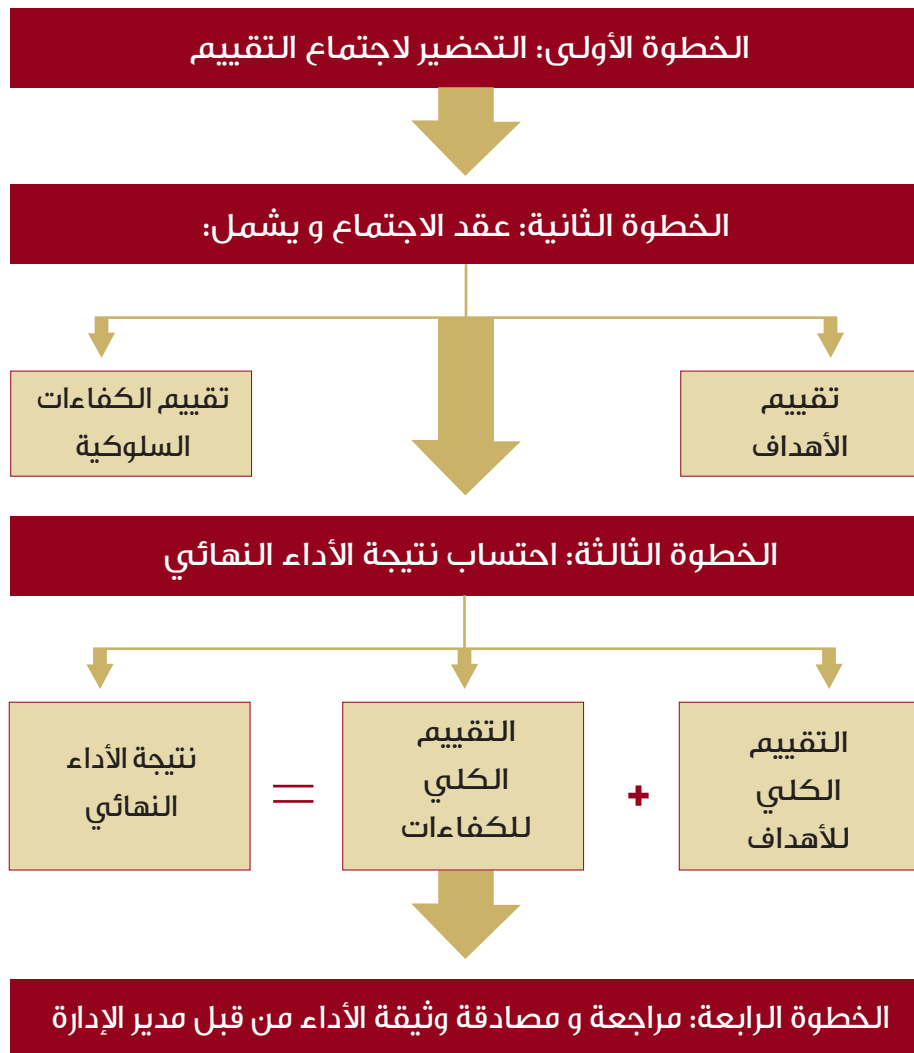 الخطوة الأولى: التحضير لاجتماع التقييم
الخطوة الثانية: عقد الاجتماع و يشمل:
تقييم
الأهداف
تقييم الكفاءات
السلوكية
الخطوة الثالثة: احتساب نتيجة الأداء النهائي
التقييم
الكلي
للأهداف
+
التقييم
الكلي
للكفاءات
=
نتيجة الأداء
النهائي
الخطوة الرابعة: مراجعة و مصادقة وثيقة الأداء من قبل مدير الإدارة